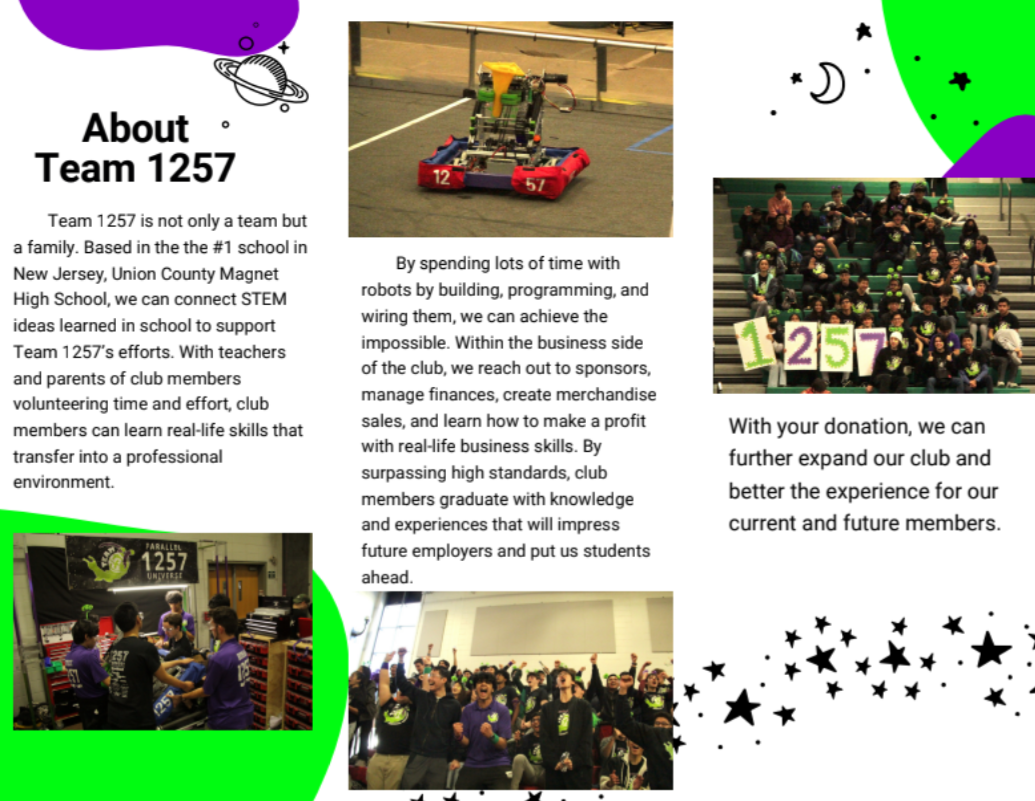 About
Team 1257
Team 1257 is not only a team but
a family. Based in the the #1 school in
New Jersey, Union County Magnet
High School, we can connect STEM
ideas learned in school to support
Team 1257's efforts. With teachers
and parents of club members
volunteering time and effort, club
members can learn real-life skills that
transfer into a professional
environment.
TEAM
PARALLEL
1257
UNIVERSE
1257
1257
12 57
By spending lots of time with
robots by building, programming, and
wiring them, we can achieve the
impossible. Within the business side
of the club, we reach out to sponsors,
manage finances, create merchandise
sales, and learn how to make a profit
with real-life business skills. By
surpassing high standards, club
members graduate with knowledge
and experiences that will impress
future employers and put us students
ahead.
1257
With your donation, we can
further expand our club and
better the experience for our
current and future members.